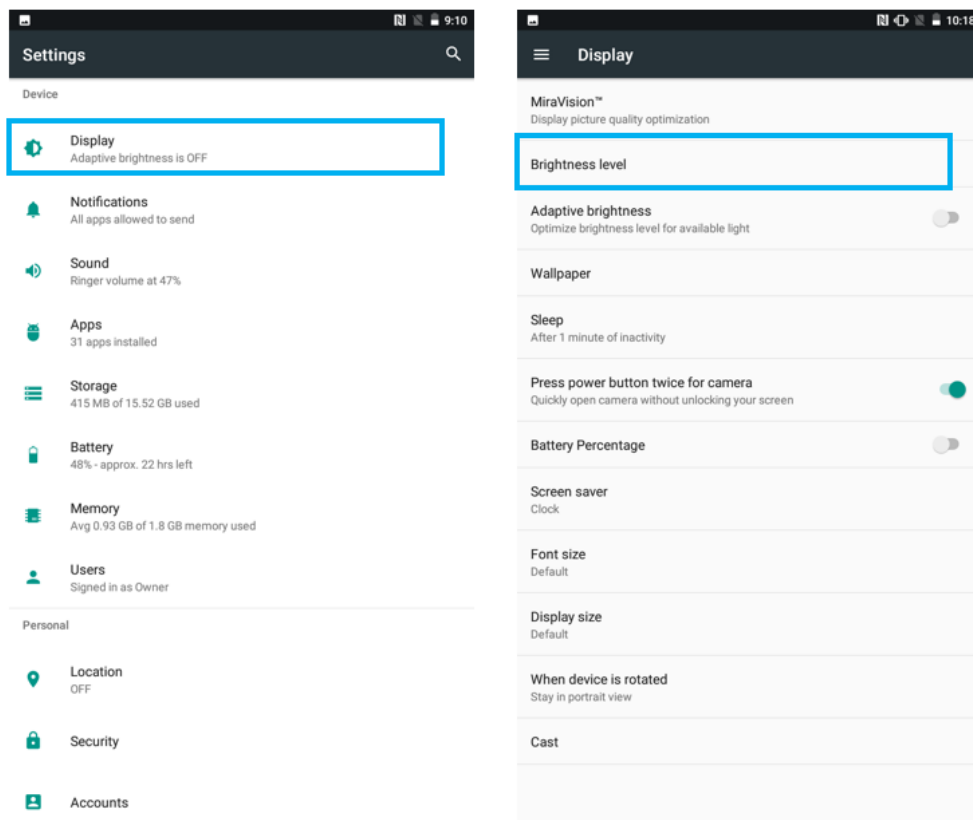 9:10
Settings
Device
Display
Adaptive brightness is OFF
Notifications
All apps allowed to send
Sound
Ringer volume at 47%
Apps
31 apps installed
Storage
415 MB of 15.52 GB used
Battery
48% - approx. 22 hrs left
Memory
Avg 0.93 GB of 1.8 GB memory used
Users
Signed in as Owner
Personal
Location
OFF
Security
Accounts
10:18
Display
MiraVision™
Display picture quality optimization
Brightness level
Adaptive brightness
Optimize brightness level for available light
Wallpaper
Sleep
After 1 minute of inactivity
Press power button twice for camera
Quickly open camera without unlocking your screen
Battery Percentage
Screen saver
Clock
Font size
Default
Display size
Default
When device is rotated
Stay in portrait view
Cast